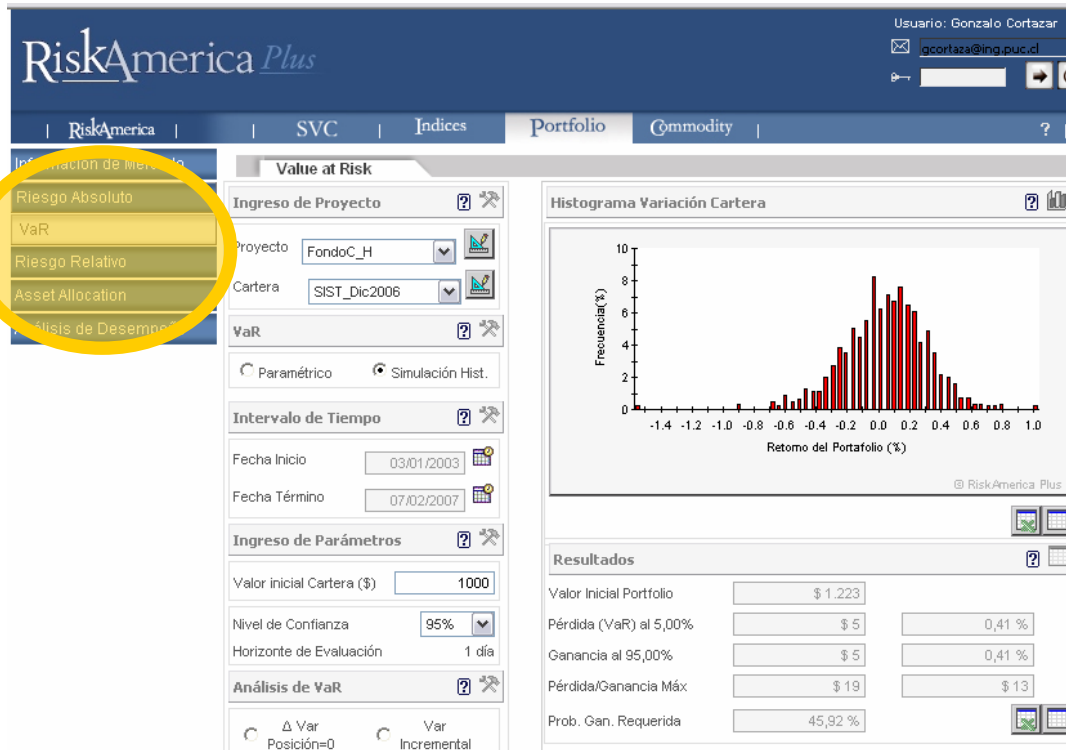 Usuario: Gonzalo Cortazar
RiskAmerica Plus
gcortaza@ing.puc.cl
| RiskAmerica | | SVC | Indices Portfolio Commodity | ? |
Información de Mercado
Riesgo Absoluto
VaR
Riesgo Relativo
Asset Allocation
Análisis de Desempeño
Value at Risk
Ingreso de Proyecto ?
Proyecto FondoC_H
Cartera SIST_Dic2006
VaR ?
Paramétrico Simulación Hist.
Intervalo de Tiempo ?
Fecha Inicio 03/01/2003
Fecha Término 07/02/2007
Ingreso de Parámetros ?
Valor inicial Cartera ($) 1000
Nivel de Confianza 95%
Horizonte de Evaluación 1 día
Análisis de VaR ?
Δ Var Var
Posición=0 Incremental
Histograma Variación Cartera ?
10
8
6
4
2
0
Frecuencia(%)
-1.4 -1.2 -1.0 -0.8 -0.6 -0.4 -0.2 0.0 0.2 0.4 0.6 0.8 1.0
Retorno del Portafolio (%)
© RiskAmerica Plus
Resultados ?
Valor Inicial Portfolio $ 1.223
Pérdida (VaR) al 5,00% $ 5 0,41 %
Ganancia al 95,00% $ 5 0,41 %
Pérdida/Ganancia Máx $ 19 $ 13
Prob. Gan. Requerida 45,92 %